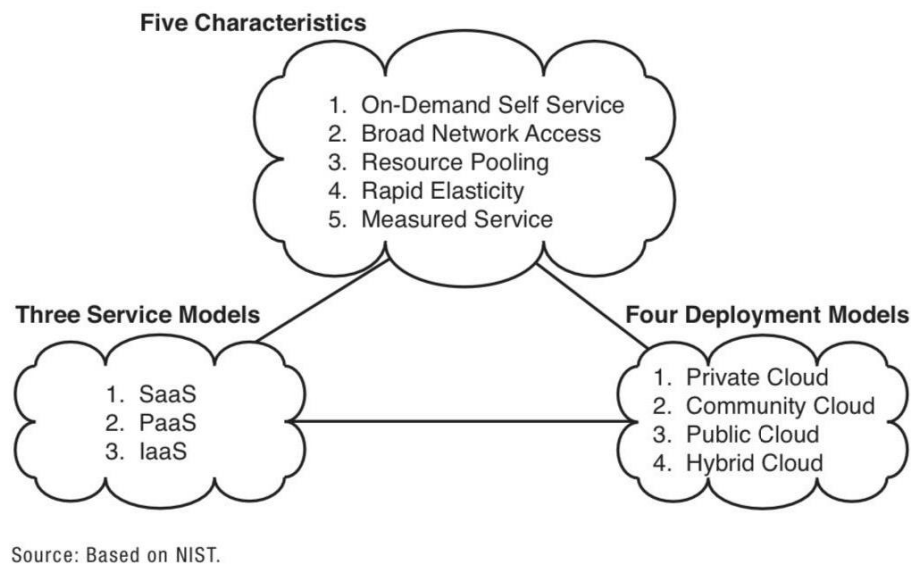 Five Characteristics
1. On-Demand Self Service
2. Broad Network Access
3. Resource Pooling
4. Rapid Elasticity
5. Measured Service
Three Service Models
1. SaaS
2. PaaS
3. IaaS
Four Deployment Models
1. Private Cloud
2. Community Cloud
3. Public Cloud
4. Hybrid Cloud
Source: Based on NIST.